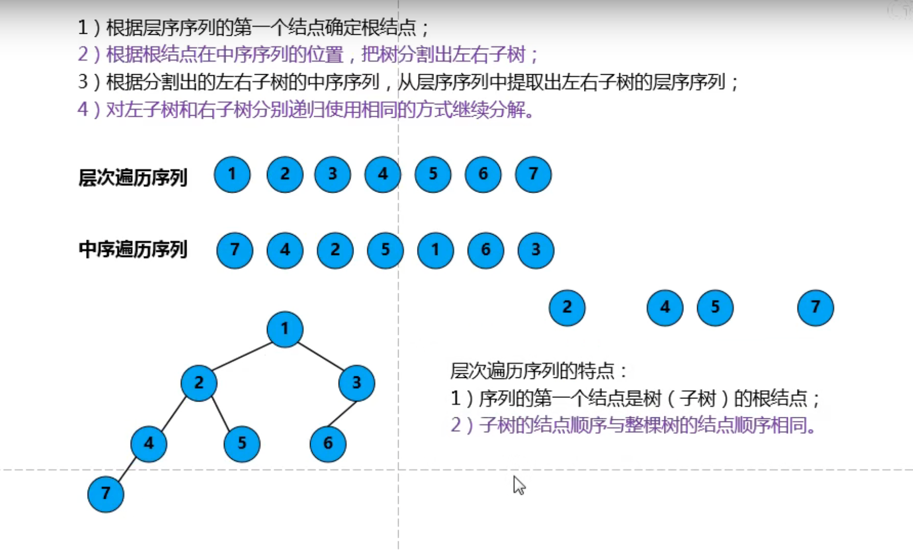 1）根据层序序列的第一个结点确定根结点；
2）根据根结点在中序序列的位置，把树分割出左右子树；
3）根据分割出的左右子树的中序序列，从层序序列中提取出左右子树的层序序列；
4）对左子树和右子树分别递归使用相同的方式继续分解。
层次遍历序列 1 2 3 4 5 6 7
中序遍历序列 7 4 2 5 1 6 3
2 4 5 7
1
2 3
4 5 6
7
层次遍历序列的特点：
1）序列的第一个结点是树（子树）的根结点；
2）子树的结点顺序与整棵树的结点顺序相同。